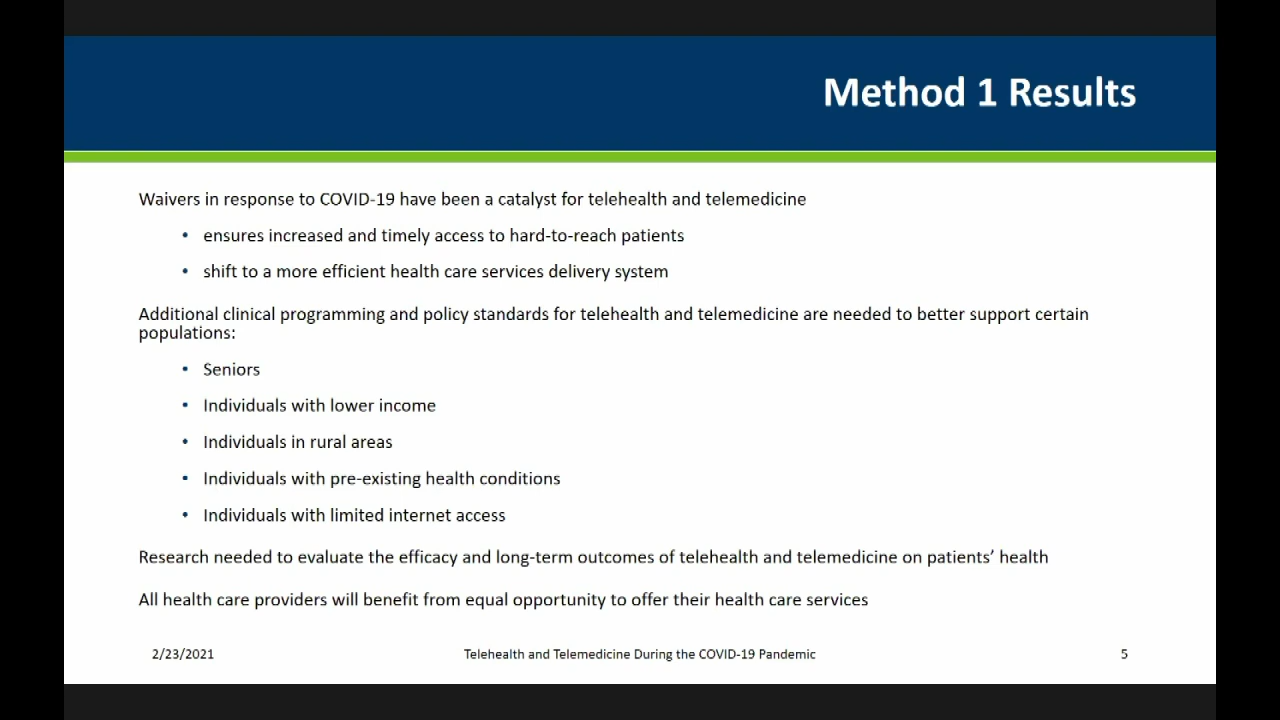 Method 1 Results
Waivers in response to COVID-19 have been a catalyst for telehealth and telemedicine
• ensures increased and timely access to hard-to-reach patients
• shift to a more efficient health care services delivery system
Additional clinical programming and policy standards for telehealth and telemedicine are needed to better support certain
populations:
• Seniors
• Individuals with lower income
• Individuals in rural areas
• Individuals with pre-existing health conditions
• Individuals with limited internet access
Research needed to evaluate the efficacy and long-term outcomes of telehealth and telemedicine on patients’ health
All health care providers will benefit from equal opportunity to offer their health care services
2/23/2021 Telehealth and Telemedicine During the COVID-19 Pandemic 5